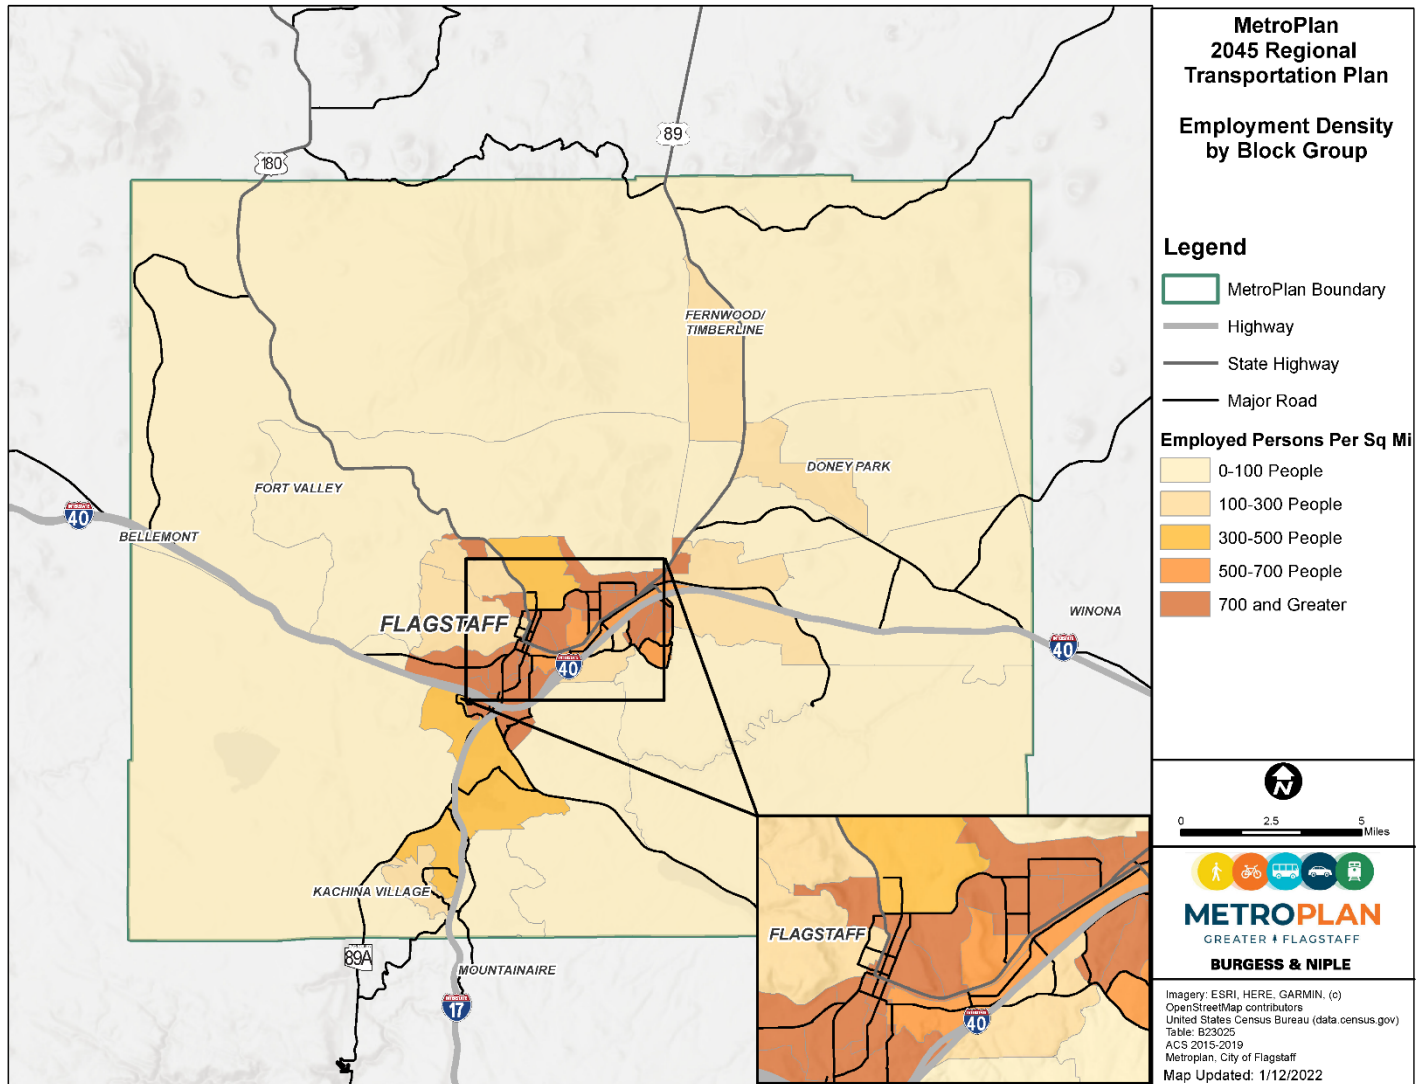 MetroPlan
2045 Regional
Transportation Plan
Employment Density
by Block Group
Legend
MetroPlan Boundary
Highway
State Highway
Major Road
Employed Persons Per Sq Mi
0-100 People
100-300 People
300-500 People
500-700 People
700 and Greater
N
0 2.5 5
Miles
METROPLAN
GREATER FLAGSTAFF
BURGESS & NIPLE
Imagery: ESRI, HERE, GARMIN, (c)
OpenStreetMap contributors
United States Census Bureau (data.census.gov)
Table: B23025
ACS 2015-2019
Metroplan, City of Flagstaff
Map Updated: 1/12/2022
89
180
FERNWOOD/
TIMBERLINE
DONEY PARK
FORT VALLEY
INTERSTATE
40
BELLEMONT
WINONA
FLAGSTAFF
INTERSTATE
40
INTERSTATE
40
KACHINA VILLAGE
89A
MOUNTAINAIRE
INTERSTATE
17
FLAGSTAFF
INTERSTATE
40